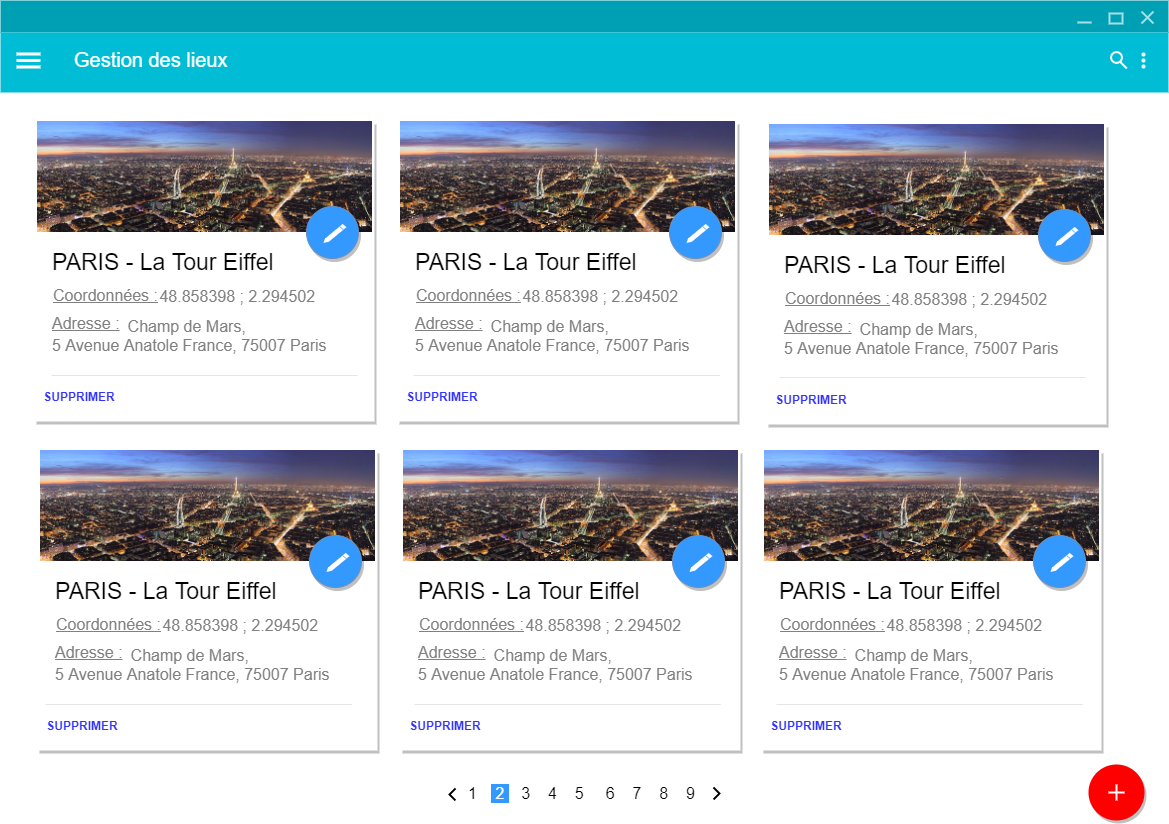 Gestion des lieux
PARIS - La Tour Eiffel
Coordonnées : 48.858398 ; 2.294502
Adresse : Champ de Mars,
5 Avenue Anatole France, 75007 Paris
SUPPRIMER
PARIS - La Tour Eiffel
Coordonnées : 48.858398 ; 2.294502
Adresse : Champ de Mars,
5 Avenue Anatole France, 75007 Paris
SUPPRIMER
PARIS - La Tour Eiffel
Coordonnées : 48.858398 ; 2.294502
Adresse : Champ de Mars,
5 Avenue Anatole France, 75007 Paris
SUPPRIMER
PARIS - La Tour Eiffel
Coordonnées : 48.858398 ; 2.294502
Adresse : Champ de Mars,
5 Avenue Anatole France, 75007 Paris
SUPPRIMER
PARIS - La Tour Eiffel
Coordonnées : 48.858398 ; 2.294502
Adresse : Champ de Mars,
5 Avenue Anatole France, 75007 Paris
SUPPRIMER
PARIS - La Tour Eiffel
Coordonnées : 48.858398 ; 2.294502
Adresse : Champ de Mars,
5 Avenue Anatole France, 75007 Paris
SUPPRIMER
1 2 3 4 5 6 7 8 9